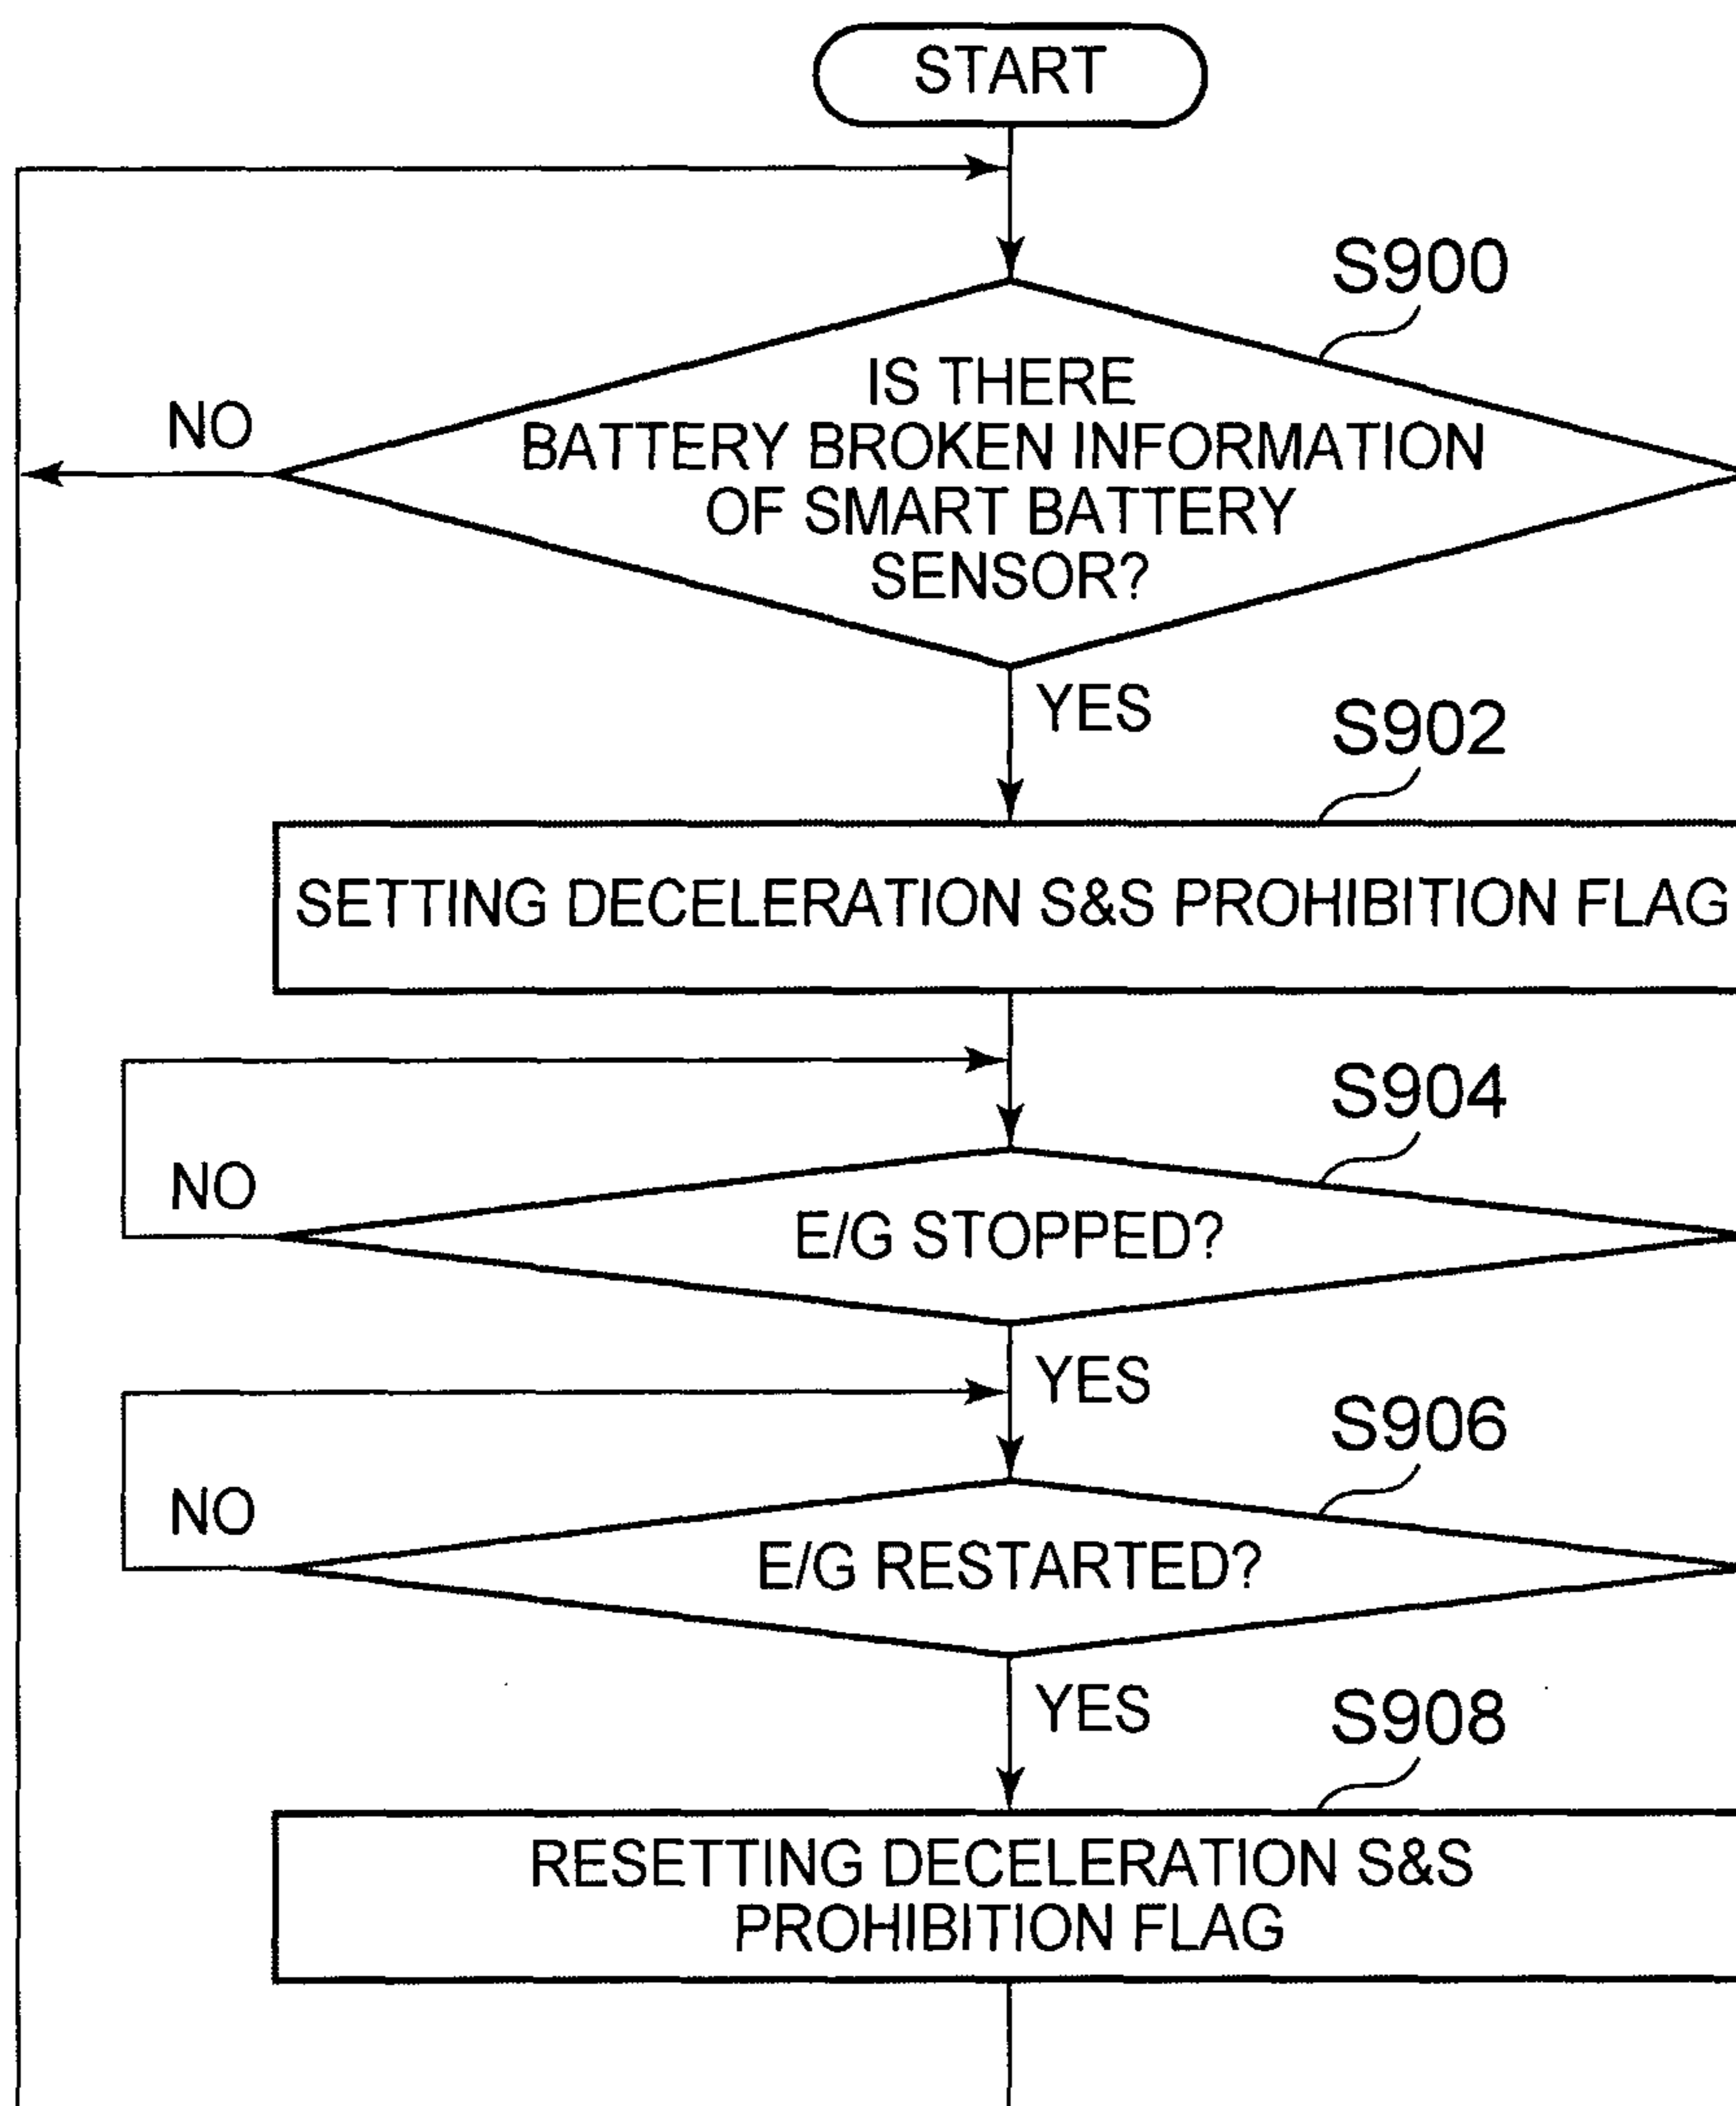 START
S900
IS THERE
BATTERY BROKEN INFORMATION
OF SMART BATTERY
SENSOR?
NO
YES
S902
SETTING DECELERATION S&S PROHIBITION FLAG
S904
NO
E/G STOPPED?
YES
S906
NO
E/G RESTARTED?
YES
S908
RESETTING DECELERATION S&S
PROHIBITION FLAG